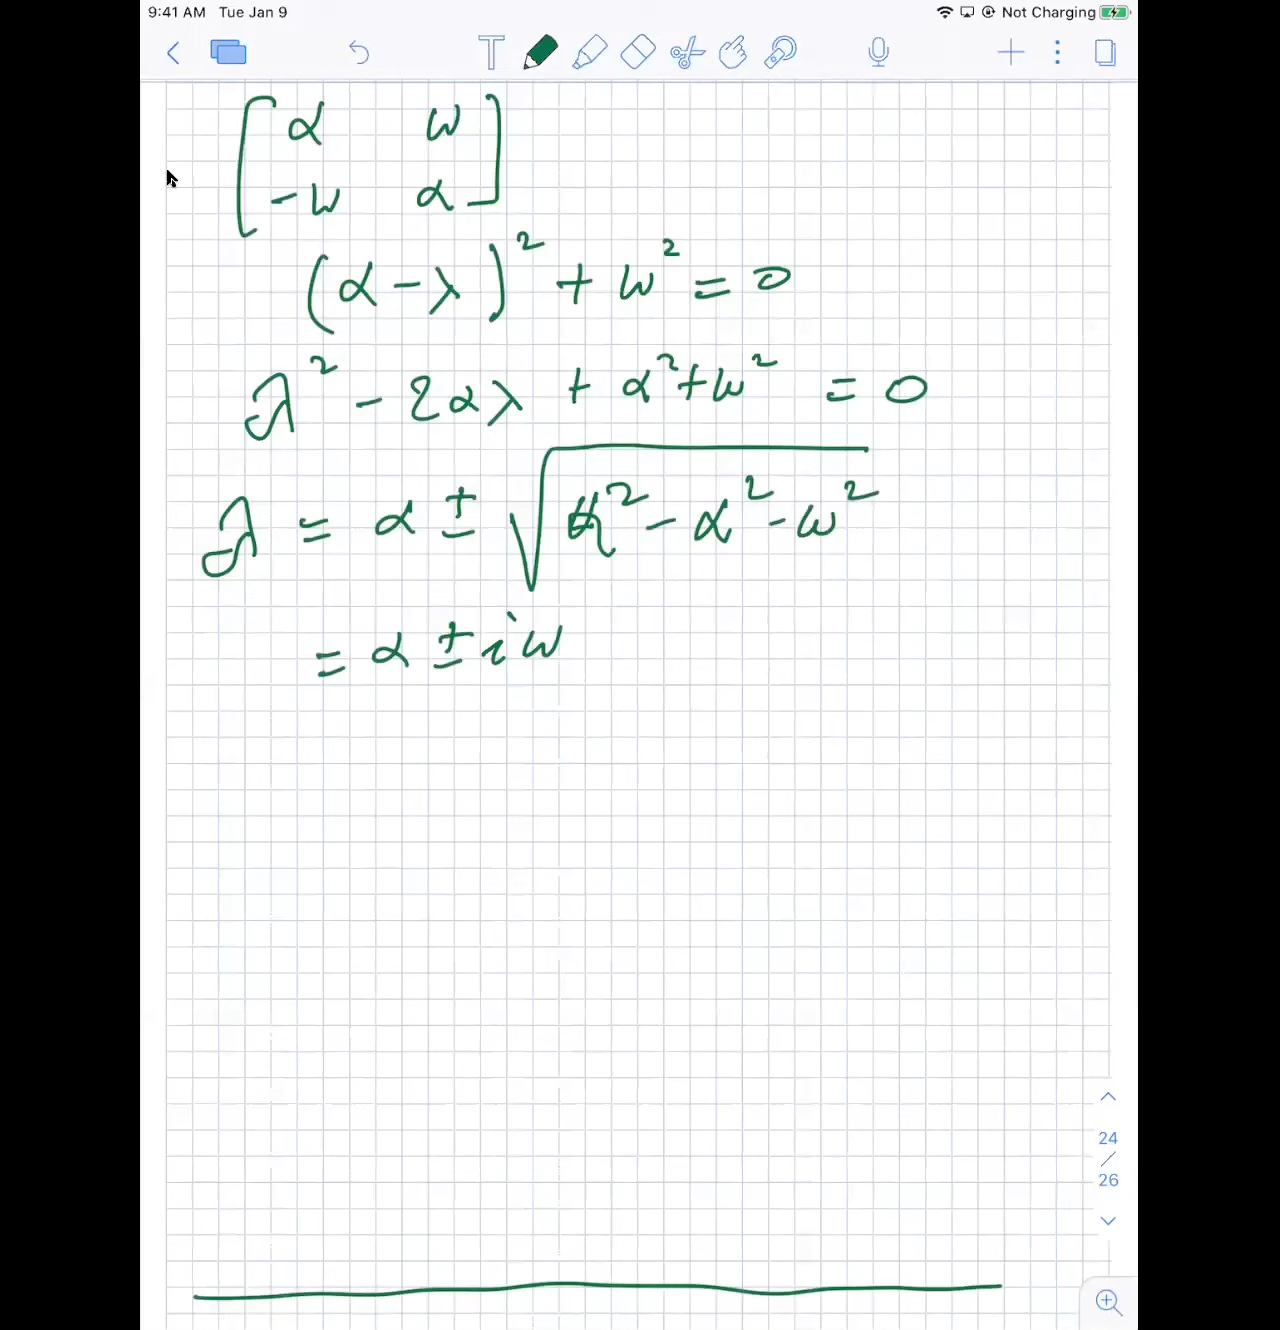 9:41 AM Tue Jan 9 Not Charging
T
[ α ω
-ω α ]
(α - λ)² + ω² = 0
λ² - 2αλ + α² + ω² = 0
λ = α ± √(α² - α² - ω²)
= α ± iω
24
/
26